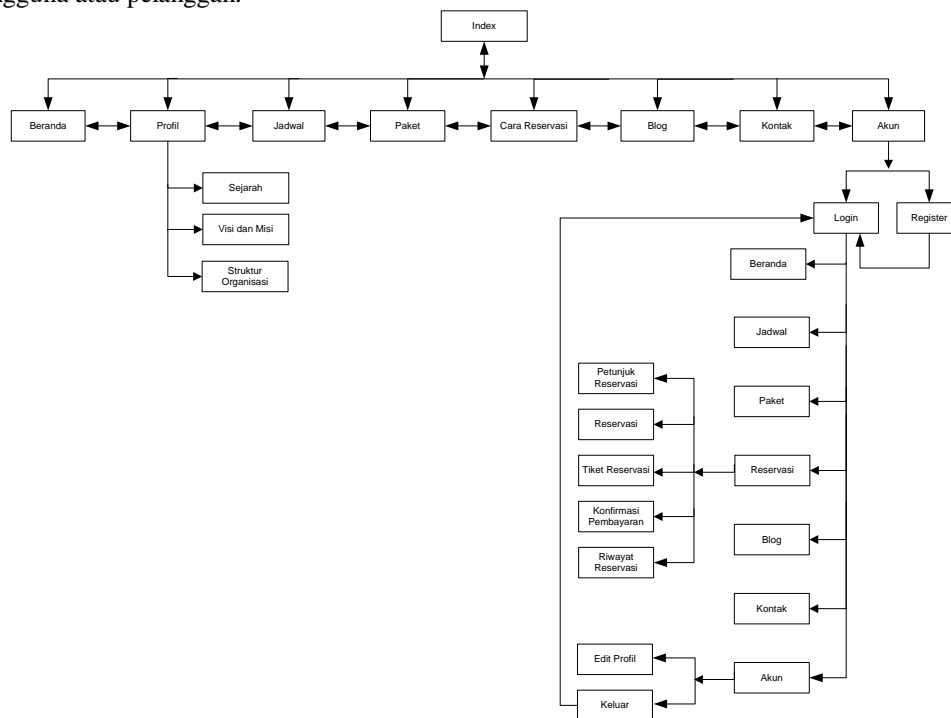 ngguna atau pelanggan.
Index
Beranda
Profil
Jadwal
Paket
Cara Reservasi
Blog
Kontak
Akun
Sejarah
Visi dan Misi
Struktur
Organisasi
Login
Register
Beranda
Jadwal
Petunjuk
Reservasi
Paket
Reservasi
Tiket Reservasi
Reservasi
Konfirmasi
Pembayaran
Blog
Riwayat
Reservasi
Kontak
Edit Profil
Akun
Keluar